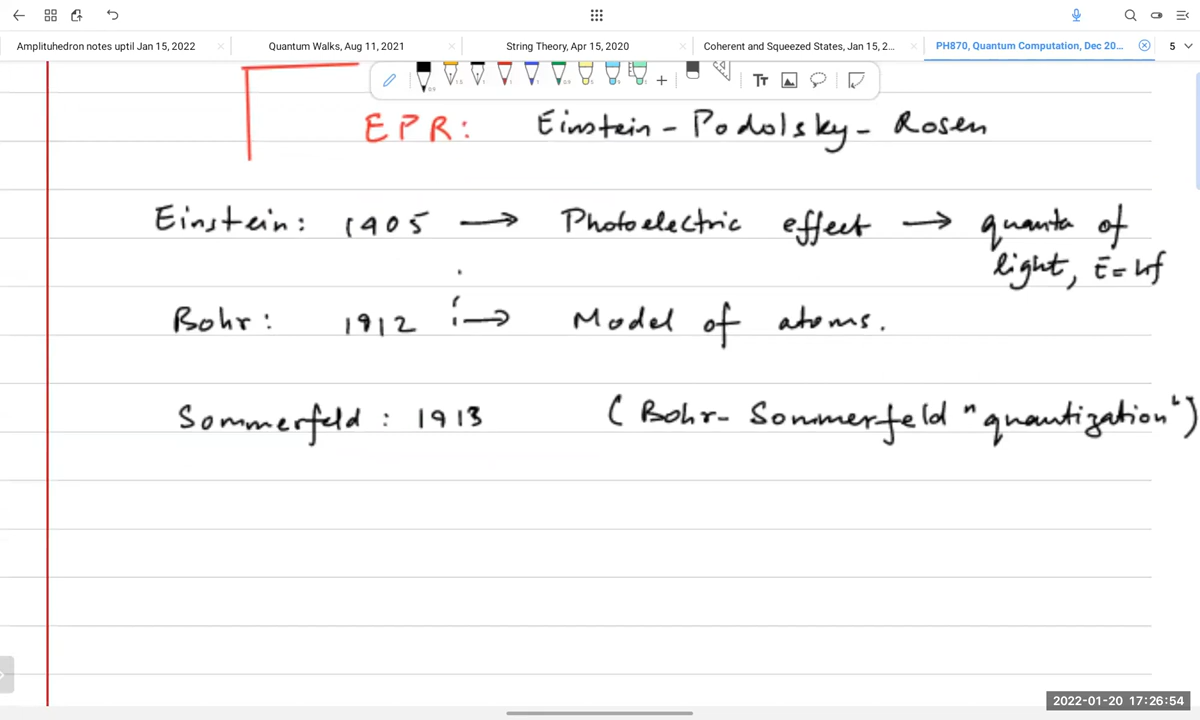 Amplituhedron notes uptil Jan 15, 2022 × Quantum Walks, Aug 11, 2021 × String Theory, Apr 15, 2020 × Coherent and Squeezed States, Jan 15, 2... × PH870, Quantum Computation, Dec 20... 5
Tт
EPR: Einstein - Podolsky - Rosen
Einstein: 1905 → Photoelectric effect → quanta of
light, E = hf
Bohr: 1912 → Model of atoms.
Sommerfeld : 1913 (Bohr- Sommerfeld "quantization")
2022-01-20 17:26:54